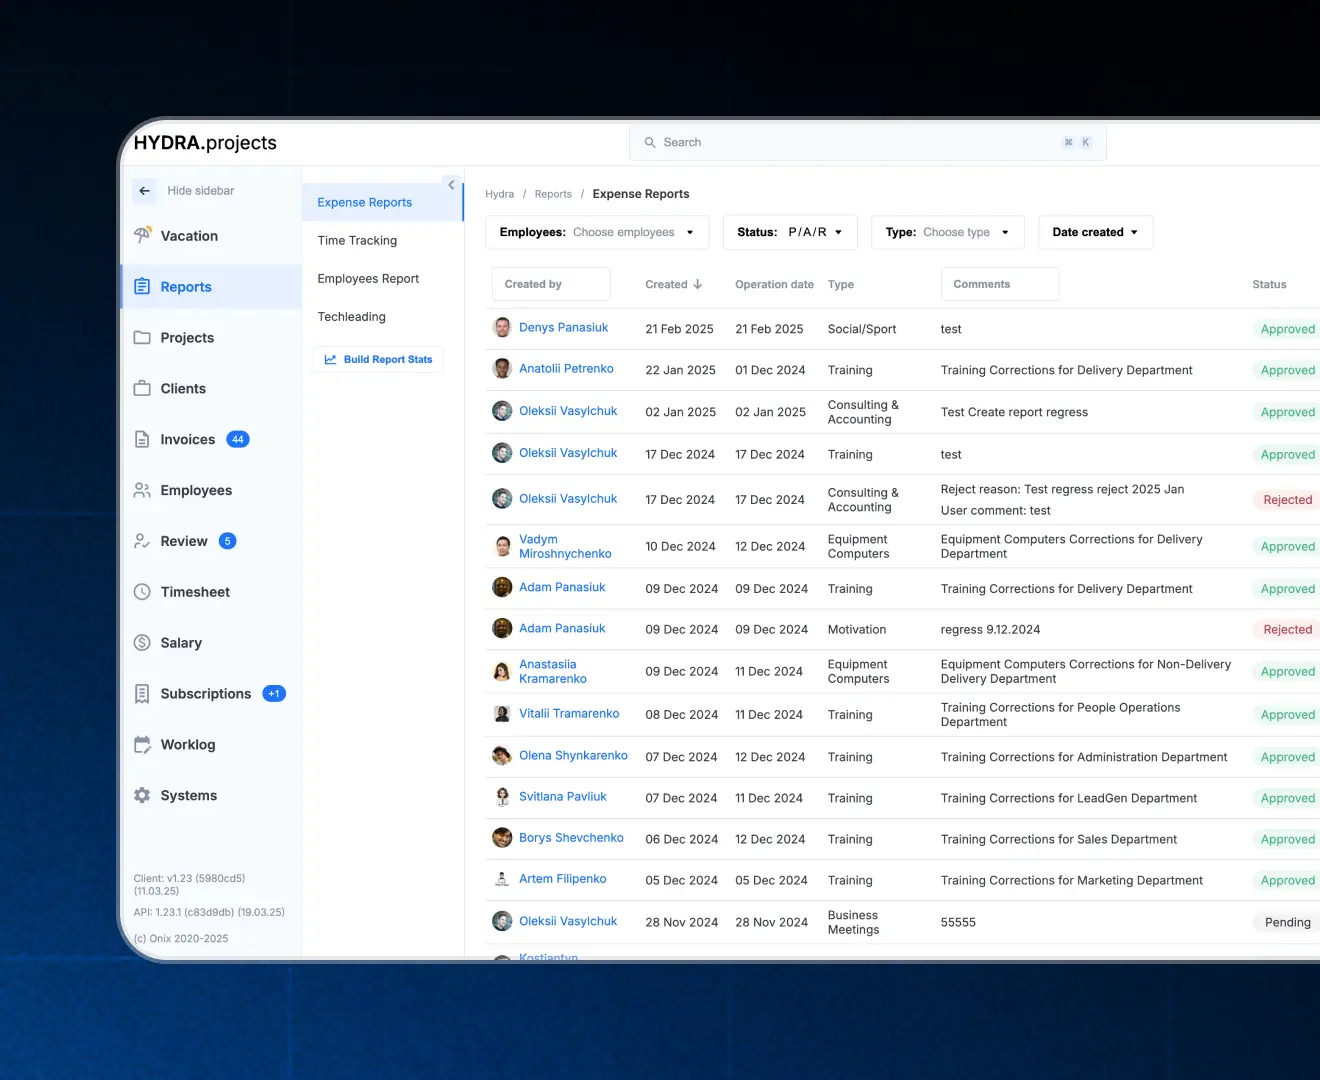 HYDRA.projects
Search
⌘ K
Hide sidebar
Vacation
Reports
Projects
Clients
Invoices 44
Employees
Review 5
Timesheet
Salary
Subscriptions +1
Worklog
Systems
Client: v1.23 (5980cd5)
(11.03.25)
API: 1.23.1 (c83d9db) (19.03.25)
(c) Onix 2020-2025
Expense Reports
Time Tracking
Employees Report
Techleading
Build Report Stats
Hydra / Reports / Expense Reports
Employees: Choose employees
Status: P/A/R
Type: Choose type
Date created
Created by Created Operation date Type Comments Status
Denys Panasiuk 21 Feb 2025 21 Feb 2025 Social/Sport test Approved
Anatolii Petrenko 22 Jan 2025 01 Dec 2024 Training Training Corrections for Delivery Department Approved
Oleksii Vasylchuk 02 Jan 2025 02 Jan 2025 Consulting &
Accounting Test Create report regress Approved
Oleksii Vasylchuk 17 Dec 2024 17 Dec 2024 Training test Approved
Oleksii Vasylchuk 17 Dec 2024 17 Dec 2024 Consulting &
Accounting Reject reason: Test regress reject 2025 Jan
User comment: test Rejected
Vadym
Miroshnychenko 10 Dec 2024 12 Dec 2024 Equipment
Computers Equipment Computers Corrections for Delivery
Department Approved
Adam Panasiuk 09 Dec 2024 09 Dec 2024 Training Training Corrections for Delivery Department Approved
Adam Panasiuk 09 Dec 2024 09 Dec 2024 Motivation regress 9.12.2024 Rejected
Anastasiia
Kramarenko 09 Dec 2024 11 Dec 2024 Equipment
Computers Equipment Computers Corrections for Non-Delivery
Delivery Department Approved
Vitalii Tramarenko 08 Dec 2024 11 Dec 2024 Training Training Corrections for People Operations
Department Approved
Olena Shynkarenko 07 Dec 2024 12 Dec 2024 Training Training Corrections for Administration Department Approved
Svitlana Pavliuk 07 Dec 2024 11 Dec 2024 Training Training Corrections for LeadGen Department Approved
Borys Shevchenko 06 Dec 2024 12 Dec 2024 Training Training Corrections for Sales Department Approved
Artem Filipenko 05 Dec 2024 05 Dec 2024 Training Training Corrections for Marketing Department Approved
Oleksii Vasylchuk 28 Nov 2024 28 Nov 2024 Business
Meetings 55555 Pending
Kostiantyn